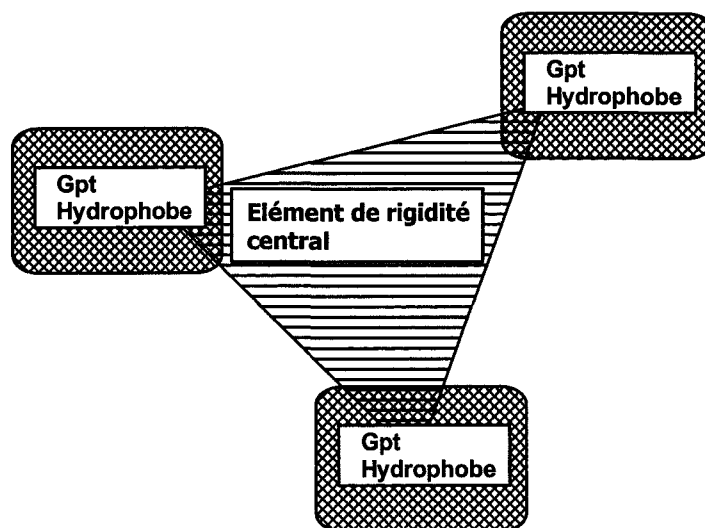 Gpt
Hydrophobe
Gpt
Hydrophobe
Elément de rigidité
central
Gpt
Hydrophobe